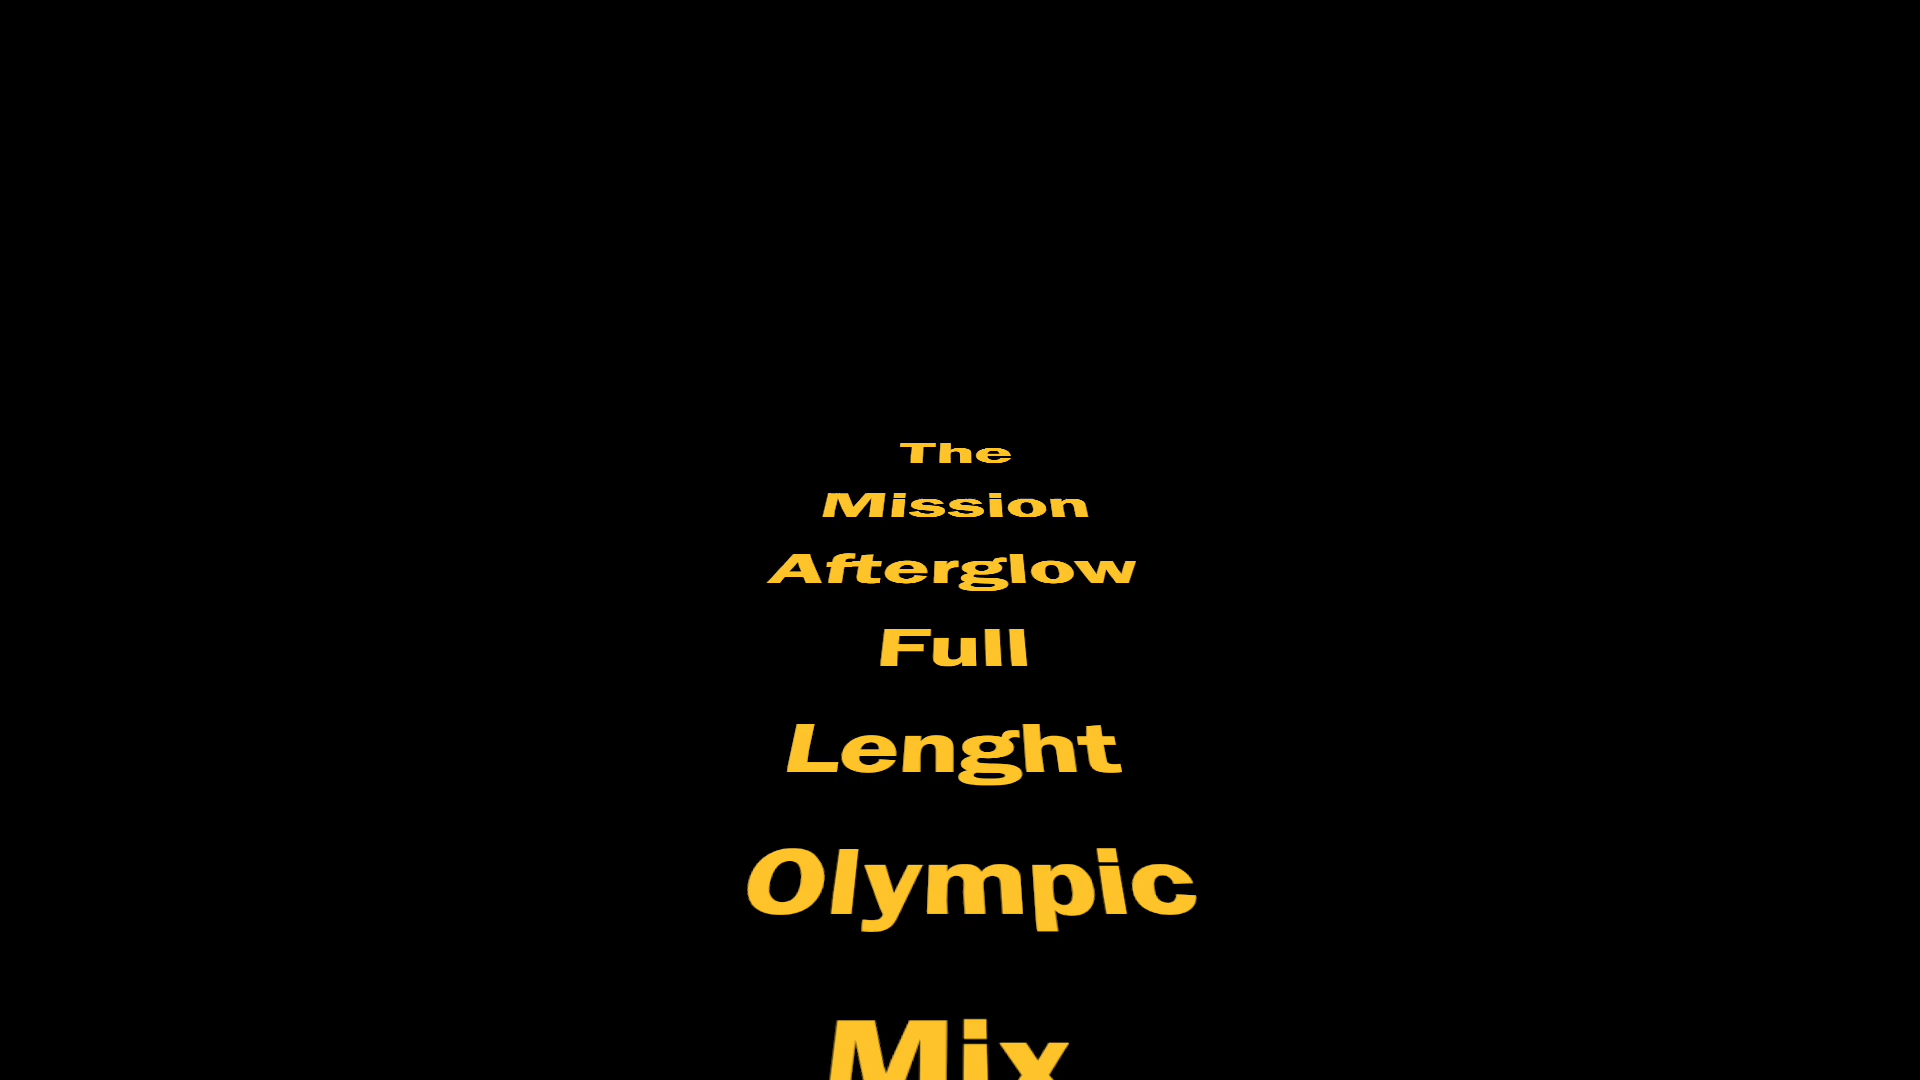 The
Mission
Afterglow
Full
Lenght
Olympic
Mix